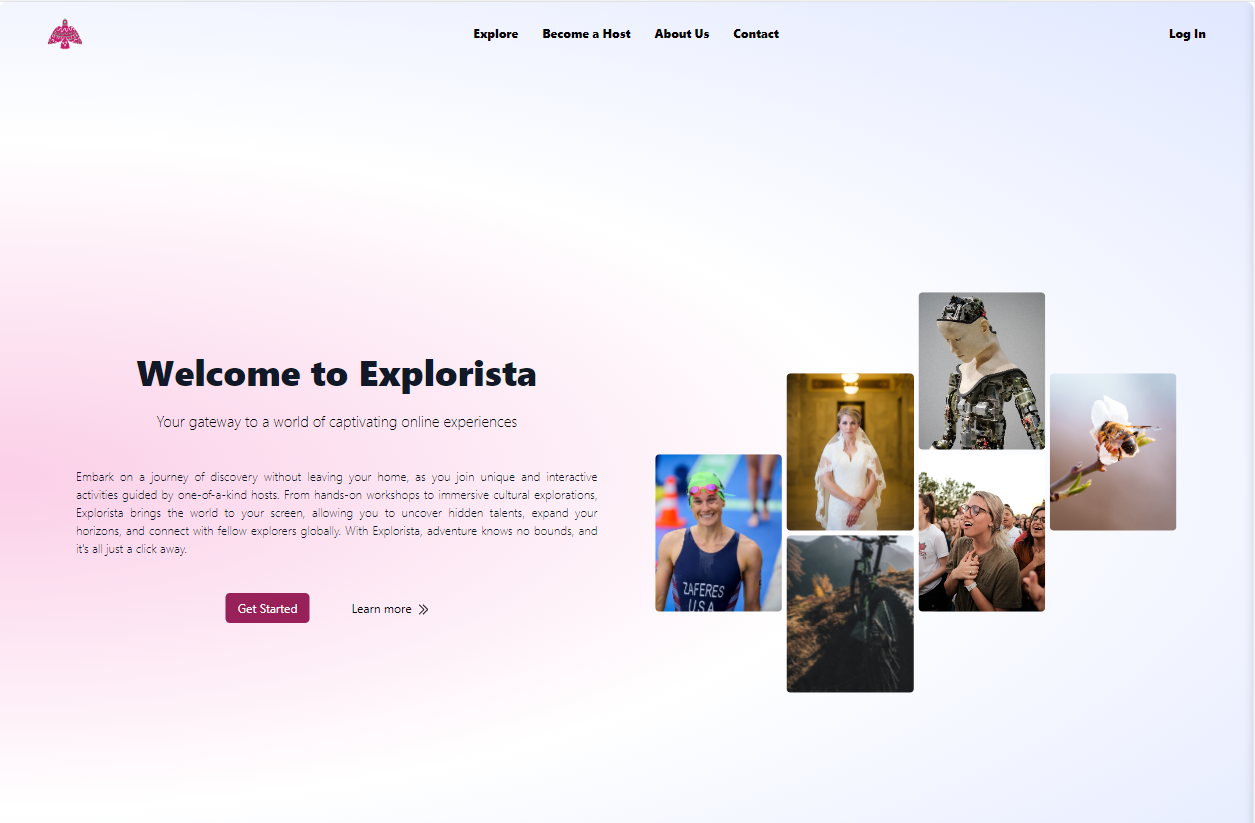 Explore Become a Host About Us Contact Log In
Welcome to Explorista
Your gateway to a world of captivating online experiences
Embark on a journey of discovery without leaving your home, as you join unique and interactive
activities guided by one-of-a-kind hosts. From hands-on workshops to immersive cultural explorations,
Explorista brings the world to your screen, allowing you to uncover hidden talents, expand your
horizons, and connect with fellow explorers globally. With Explorista, adventure knows no bounds, and
it's all just a click away.
Get Started Learn more
ZAFERES
USA